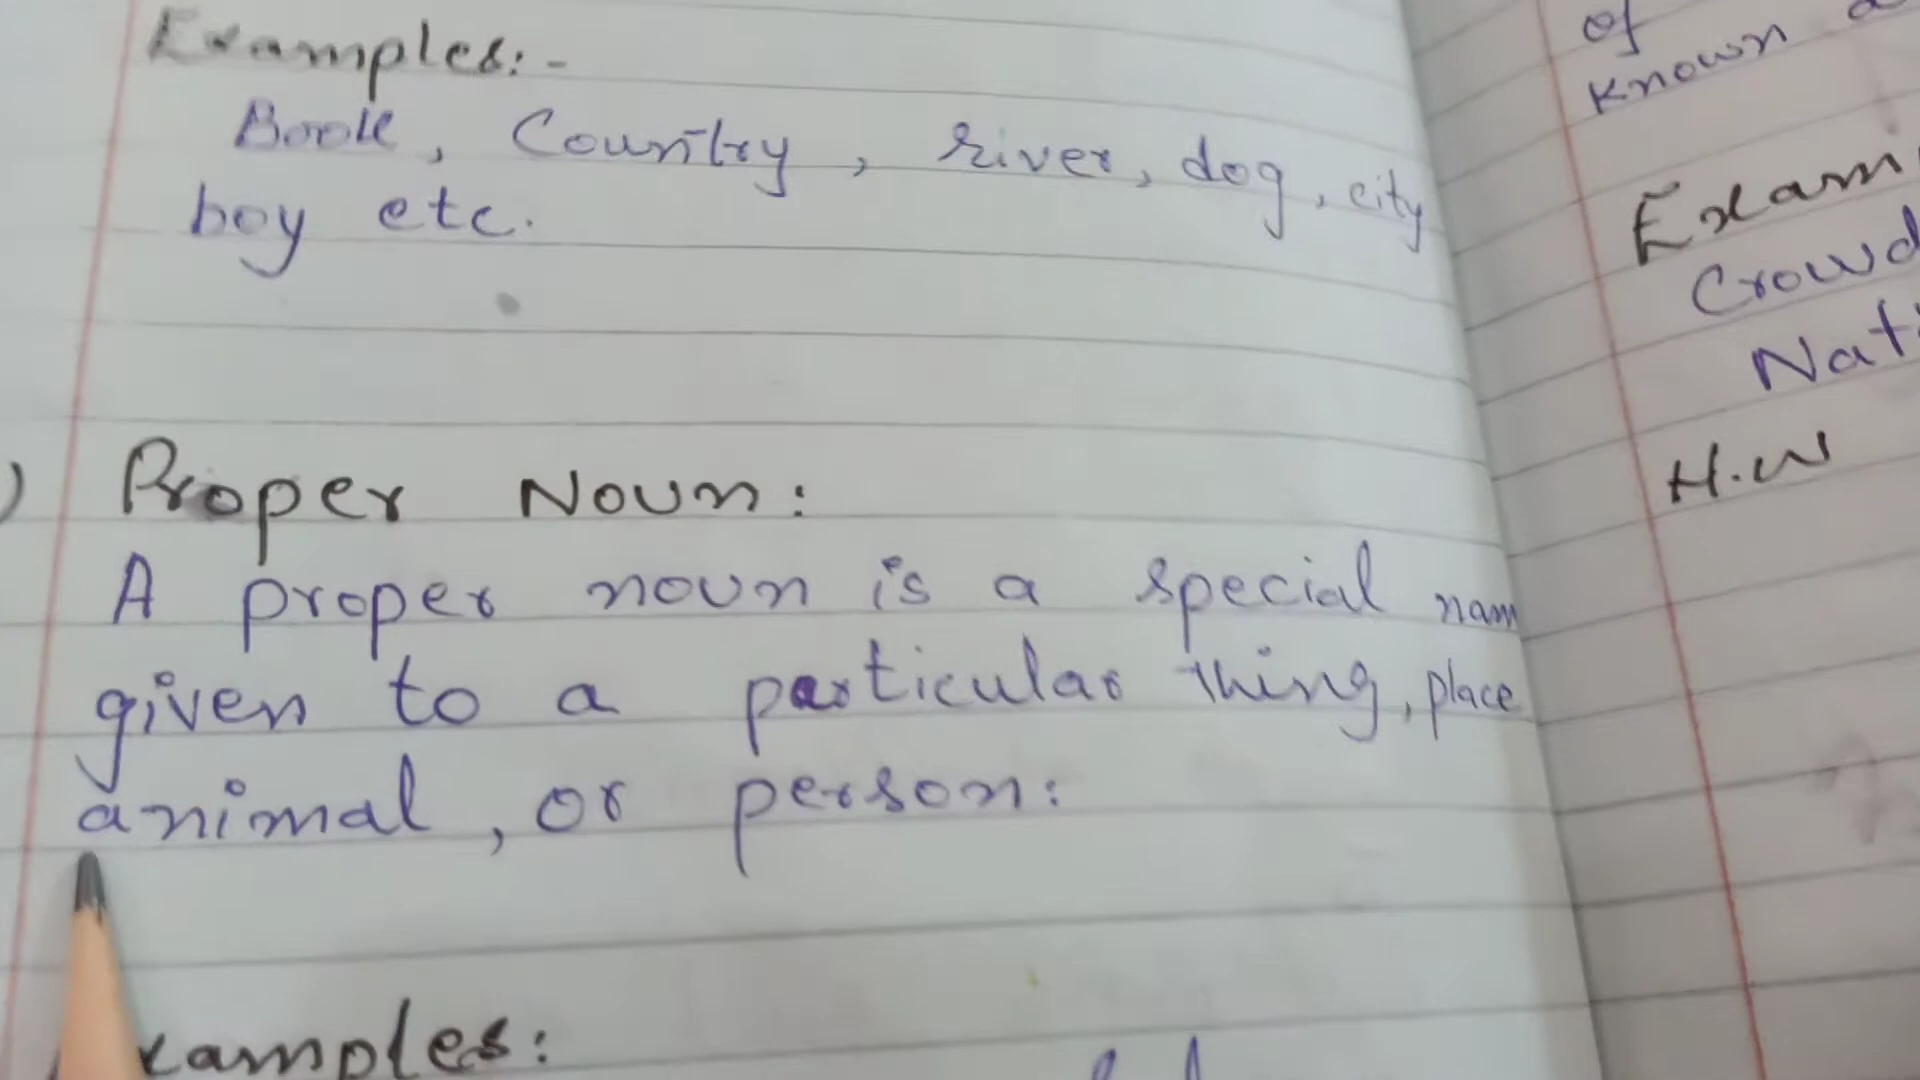 Examples:-
Book, Country, river, dog, city
boy etc.
) Proper Noun:
A proper noun is a special nam
given to a particular thing, place
animal, or person:
xamples:
of
known a
Exam
Crowd
Nati
H.W